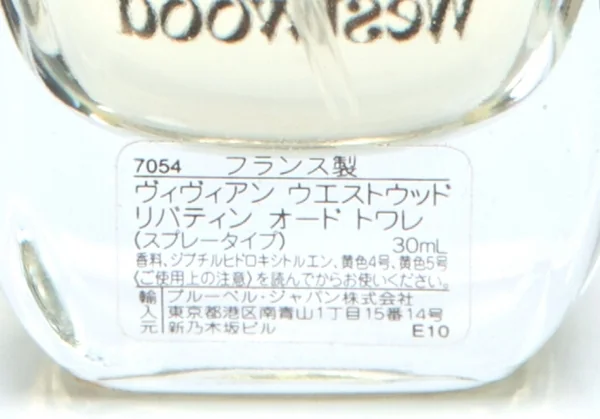 Westwood
7054 フランス製
ヴィヴィアン ウエストウッド
リバティン オード トワレ
(スプレータイプ) 30mL
香料、ジブチルヒドロキシトルエン、黄色4号、黄色5号
〈ご使用上の注意〉を読んでからお使いください。
輸入元 ブルーベル・ジャパン株式会社
東京都港区南青山1丁目15番14号
新乃木坂ビル E10